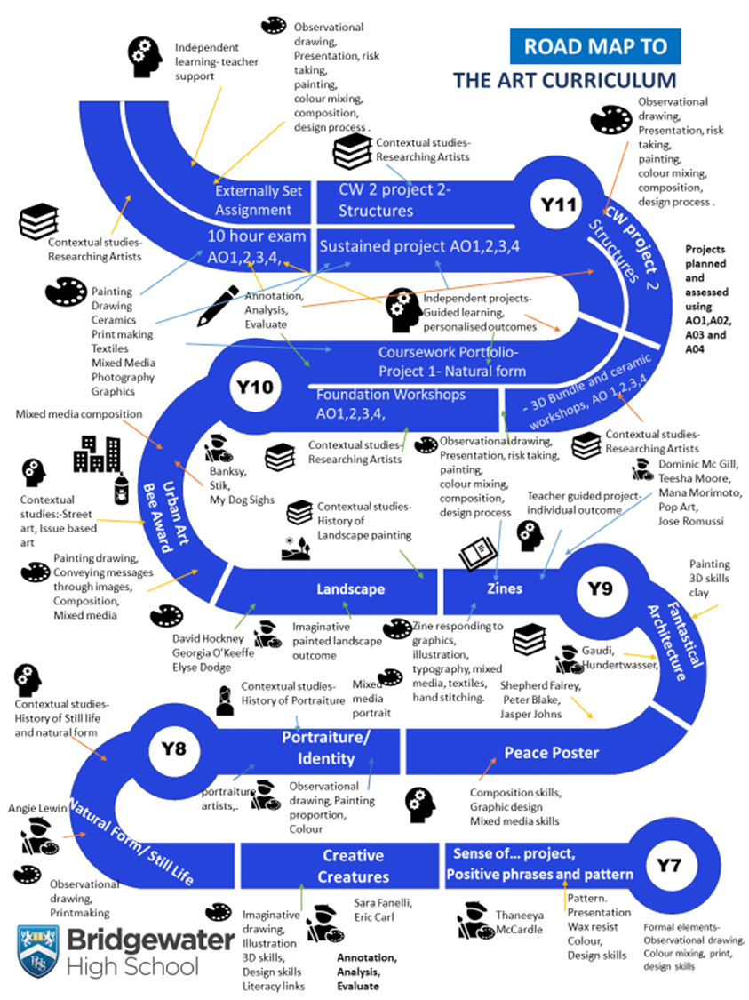 ROAD MAP TO
THE ART CURRICULUM
Independent
learning- teacher
support
Observational
drawing,
Presentation, risk
taking,
painting,
colour mixing,
composition,
design process .
Contextual studies-
Researching Artists
Observational
drawing,
Presentation, risk
taking,
painting,
colour mixing,
composition,
design process .
Externally Set
Assignment
CW 2 project 2-
Structures
Y11
10 hour exam
AO1,2,3,4,
Sustained project AO1,2,3,4
CW project 2
Structures
Contextual studies-
Researching Artists
Projects
planned
and
assessed
using
AO1,A02,
A03 and
A04
Painting
Drawing
Ceramics
Print making
Textiles
Mixed Media
Photography
Graphics
Annotation,
Analysis,
Evaluate
Independent projects-
Guided learning,
personalised outcomes
Coursework Portfolio-
Project 1- Natural form
Y10
Foundation Workshops
AO1,2,3,4,
- 3D Bundle and ceramic
workshops, AO 1,2,3,4
Mixed media composition
Banksy,
Stik,
My Dog Sighs
Contextual studies-
Researching Artists
Observational drawing,
Presentation, risk taking,
painting,
colour mixing,
composition,
design process
Contextual studies-
Researching Artists
Dominic Mc Gill,
Teesha Moore,
Mana Morimoto,
Pop Art,
Jose Romussi
Contextual
studies:-Street
art, Issue based
art
Urban Art
Bee Award
Contextual studies-
History of
Landscape painting
Teacher guided project-
individual outcome
Painting drawing,
Conveying messages
through images,
Composition,
Mixed media
Landscape
Zines
Y9
Painting
3D skills
clay
Fantastical
Architecture
David Hockney
Georgia O’Keeffe
Elyse Dodge
Imaginative
painted landscape
outcome
Zine responding to
graphics,
illustration,
typography, mixed
media, textiles,
hand stitching.
Gaudi,
Hundertwasser,
Shepherd Fairey,
Peter Blake,
Jasper Johns
Contextual studies-
History of Still life
and natural form
Contextual studies-
History of Portraiture
Mixed
media
portrait
Y8
Portraiture/
Identity
Peace Poster
portraiture
artists,.
Observational
drawing, Painting
proportion,
Colour
Composition skills,
Graphic design
Mixed media skills
Angie Lewin
Natural Form/ Still Life
Creative
Creatures
Sense of... project,
Positive phrases and pattern
Y7
Observational
drawing,
Printmaking
Imaginative
drawing,
Illustration
3D skills,
Design skills
Literacy links
Sara Fanelli,
Eric Carl
Annotation,
Analysis,
Evaluate
Thaneeya
McCardle
Pattern.
Presentation
Wax resist
Colour,
Design skills
Formal elements-
Observational drawing,
Colour mixing, print,
design skills
BHS
Bridgewater
High School